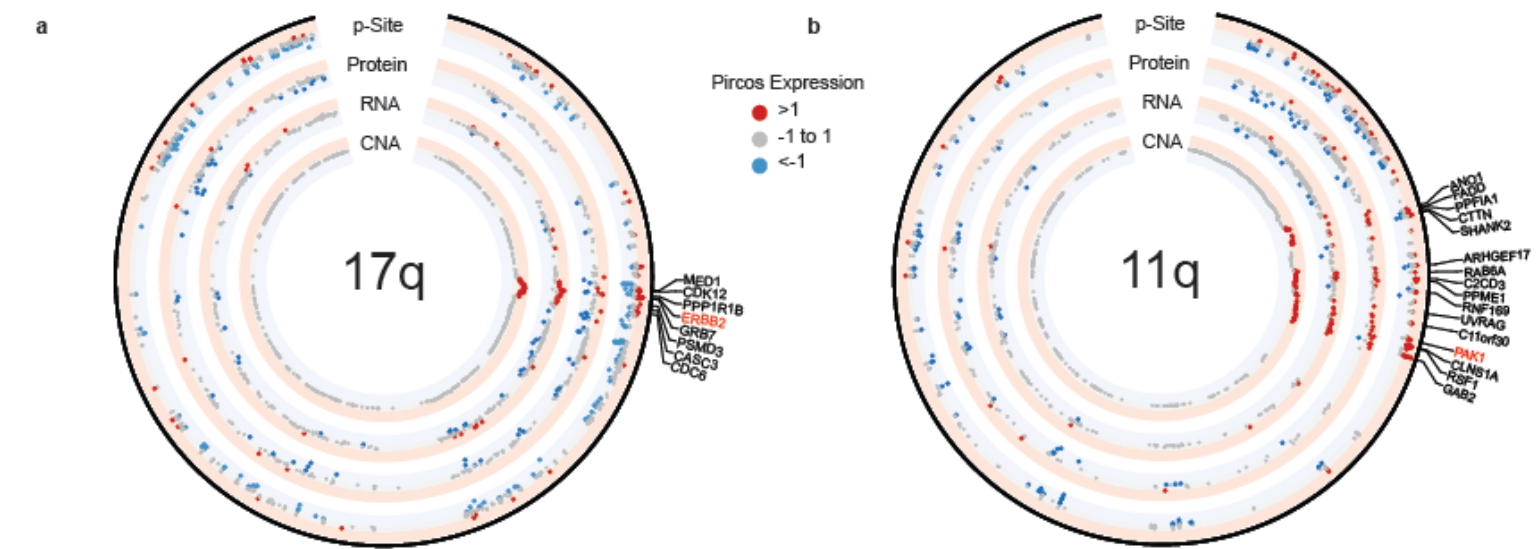 a
p-Site
Protein
RNA
CNA
17q
MED1
CDK12
PPP1R1B
ERBB2
GRB7
PSMD3
CASC3
CDC6
Pircos Expression
>1
-1 to 1
<-1
b
p-Site
Protein
RNA
CNA
11q
ANO1
FADD
PPFIA1
CTTN
SHANK2
ARHGEF17
RAB6A
C2CD3
PPME1
RNF169
UVRAG
C11orf30
PAK1
CLNS1A
RSF1
GAB2